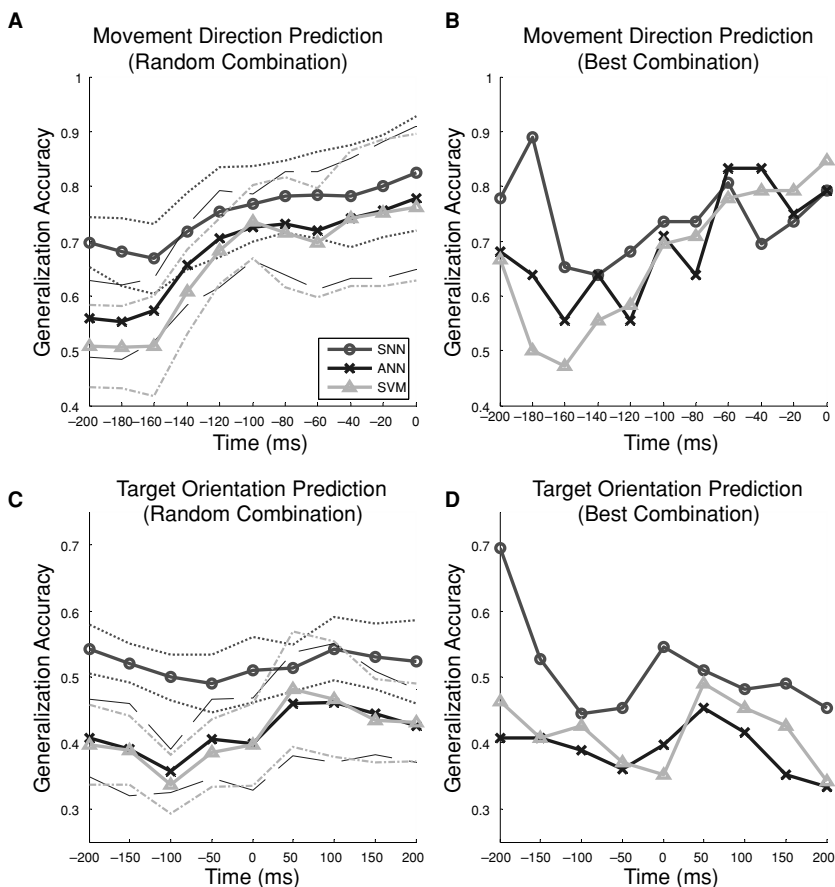 A
Movement Direction Prediction
(Random Combination)
Generalization Accuracy
1
0.9
0.8
0.7
0.6
0.5
0.4
SNN
ANN
SVM
−200 −180 −160 −140 −120 −100 −80 −60 −40 −20 0
Time (ms)
B
Movement Direction Prediction
(Best Combination)
Generalization Accuracy
1
0.9
0.8
0.7
0.6
0.5
0.4
−200 −180 −160 −140 −120 −100 −80 −60 −40 −20 0
Time (ms)
C
Target Orientation Prediction
(Random Combination)
Generalization Accuracy
0.7
0.6
0.5
0.4
0.3
−200 −150 −100 −50 0 50 100 150 200
Time (ms)
D
Target Orientation Prediction
(Best Combination)
Generalization Accuracy
0.7
0.6
0.5
0.4
0.3
−200 −150 −100 −50 0 50 100 150 200
Time (ms)